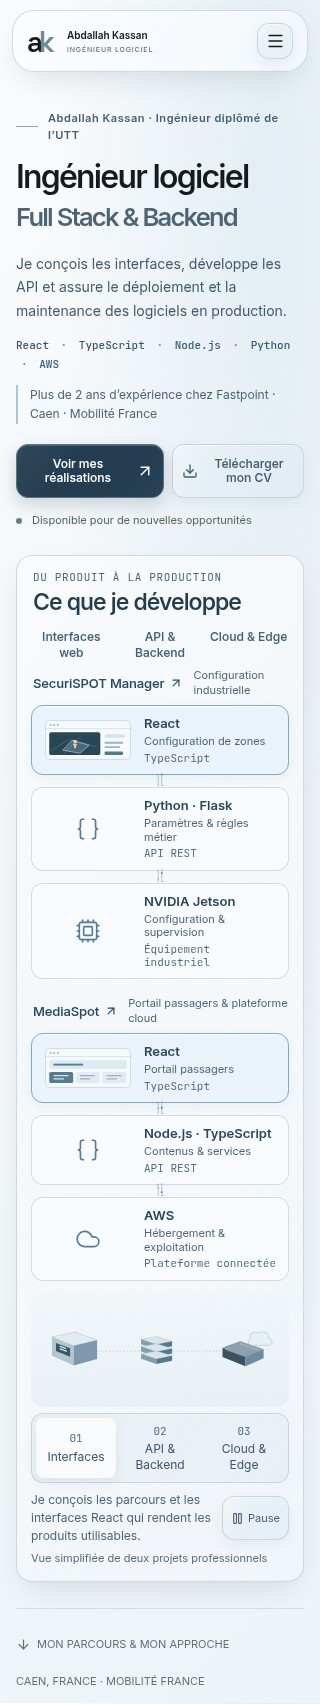 ak
Abdallah Kassan
INGÉNIEUR LOGICIEL
Abdallah Kassan · Ingénieur diplômé de
l’UTT
Ingénieur logiciel
Full Stack & Backend
Je conçois les interfaces, développe les
API et assure le déploiement et la
maintenance des logiciels en production.
React · TypeScript · Node.js · Python
· AWS
Plus de 2 ans d’expérience chez Fastpoint ·
Caen · Mobilité France
Voir mes
réalisations
Télécharger
mon CV
Disponible pour de nouvelles opportunités
DU PRODUIT À LA PRODUCTION
Ce que je développe
Interfaces
web
API &
Backend
Cloud & Edge
SecuriSPOT Manager
Configuration
industrielle
React
Configuration de zones
TypeScript
Python · Flask
Paramètres & règles
métier
API REST
NVIDIA Jetson
Configuration &
supervision
Équipement
industriel
MediaSpot
Portail passagers & plateforme
cloud
React
Portail passagers
TypeScript
Node.js · TypeScript
Contenus & services
API REST
AWS
Hébergement &
exploitation
Plateforme connectée
01
Interfaces
02
API &
Backend
03
Cloud &
Edge
Je conçois les parcours et les
interfaces React qui rendent les
produits utilisables.
Pause
Vue simplifiée de deux projets professionnels
MON PARCOURS & MON APPROCHE
CAEN, FRANCE · MOBILITÉ FRANCE